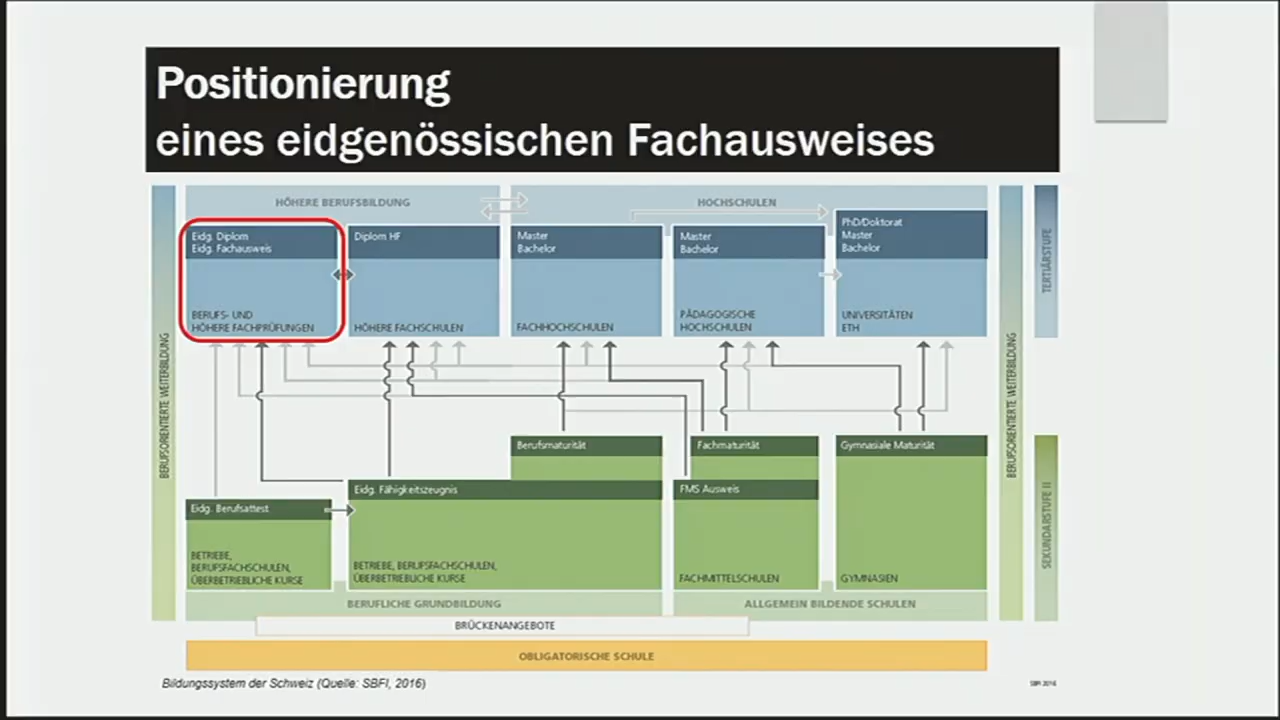 Positionierung
eines eidgenössischen Fachausweises
HÖHERE BERUFSBILDUNG
HOCHSCHULEN
Eidg. Diplom
Eidg. Fachausweis
BERUFS- UND
HÖHERE FACHPRÜFUNGEN
Diplom HF
HÖHERE FACHSCHULEN
Master
Bachelor
FACHHOCHSCHULEN
Master
Bachelor
PÄDAGOGISCHE
HOCHSCHULEN
PhD/Doktorat
Master
Bachelor
UNIVERSITÄTEN
ETH
TERTIÄRSTUFE
BERUFSORIENTIERTE WEITERBILDUNG
BERUFSORIENTIERTE WEITERBILDUNG
Berufsmaturität
Fachmaturität
Gymnasiale Maturität
Eidg. Fähigkeitszeugnis
FMS Ausweis
Eidg. Berufsattest
BETRIEBE,
BERUFSFACHSCHULEN,
ÜBERBETRIEBLICHE KURSE
BETRIEBE, BERUFSFACHSCHULEN,
ÜBERBETRIEBLICHE KURSE
FACHMITTELSCHULEN
GYMNASIEN
SEKUNDARSTUFE II
BERUFLICHE GRUNDBILDUNG
ALLGEMEIN BILDENDE SCHULEN
BRÜCKENANGEBOTE
OBLIGATORISCHE SCHULE
Bildungssystem der Schweiz (Quelle: SBFI, 2016)
SBFI 2016